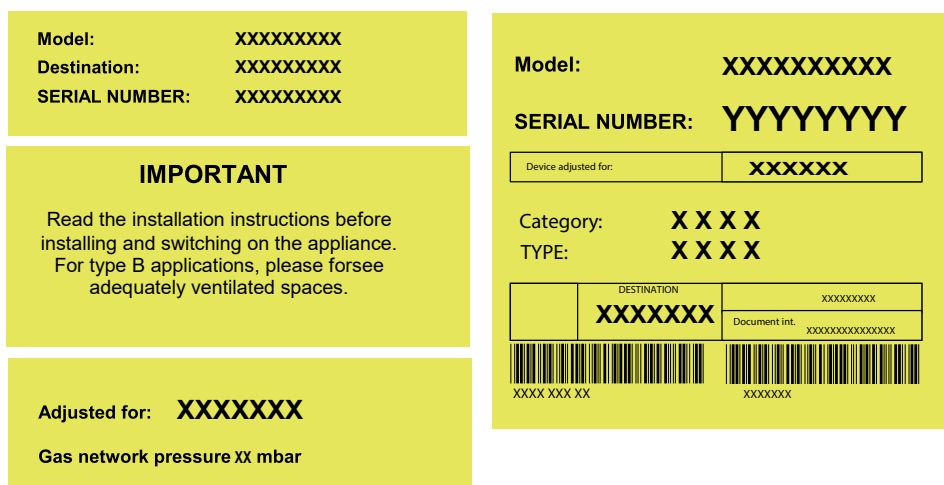 Model: XXXXXXXXX
Destination: XXXXXXXXX
SERIAL NUMBER: XXXXXXXXX
IMPORTANT
Read the installation instructions before
installing and switching on the appliance.
For type B applications, please forsee
adequately ventilated spaces.
Adjusted for: XXXXXXX
Gas network pressure XX mbar
Model: XXXXXXXXXX
SERIAL NUMBER: YYYYYYYY
Device adjusted for: XXXXXX
Category: X X X X
TYPE: X X X X
DESTINATION
XXXXXXX
XXXXXXXXX
Document int. XXXXXXXXXXXXXXX
XXXX XXX XX
XXXXXXX